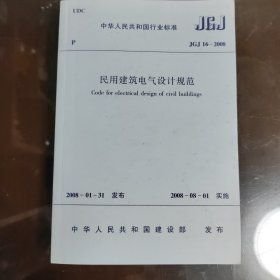 UDC
中华人民共和国行业标准 JGJ
P JGJ 16-2008
民用建筑电气设计规范
Code for electrical design of civil buildings
2008-01-31 发布 2008-08-01 实施
中华人民共和国建设部 发布